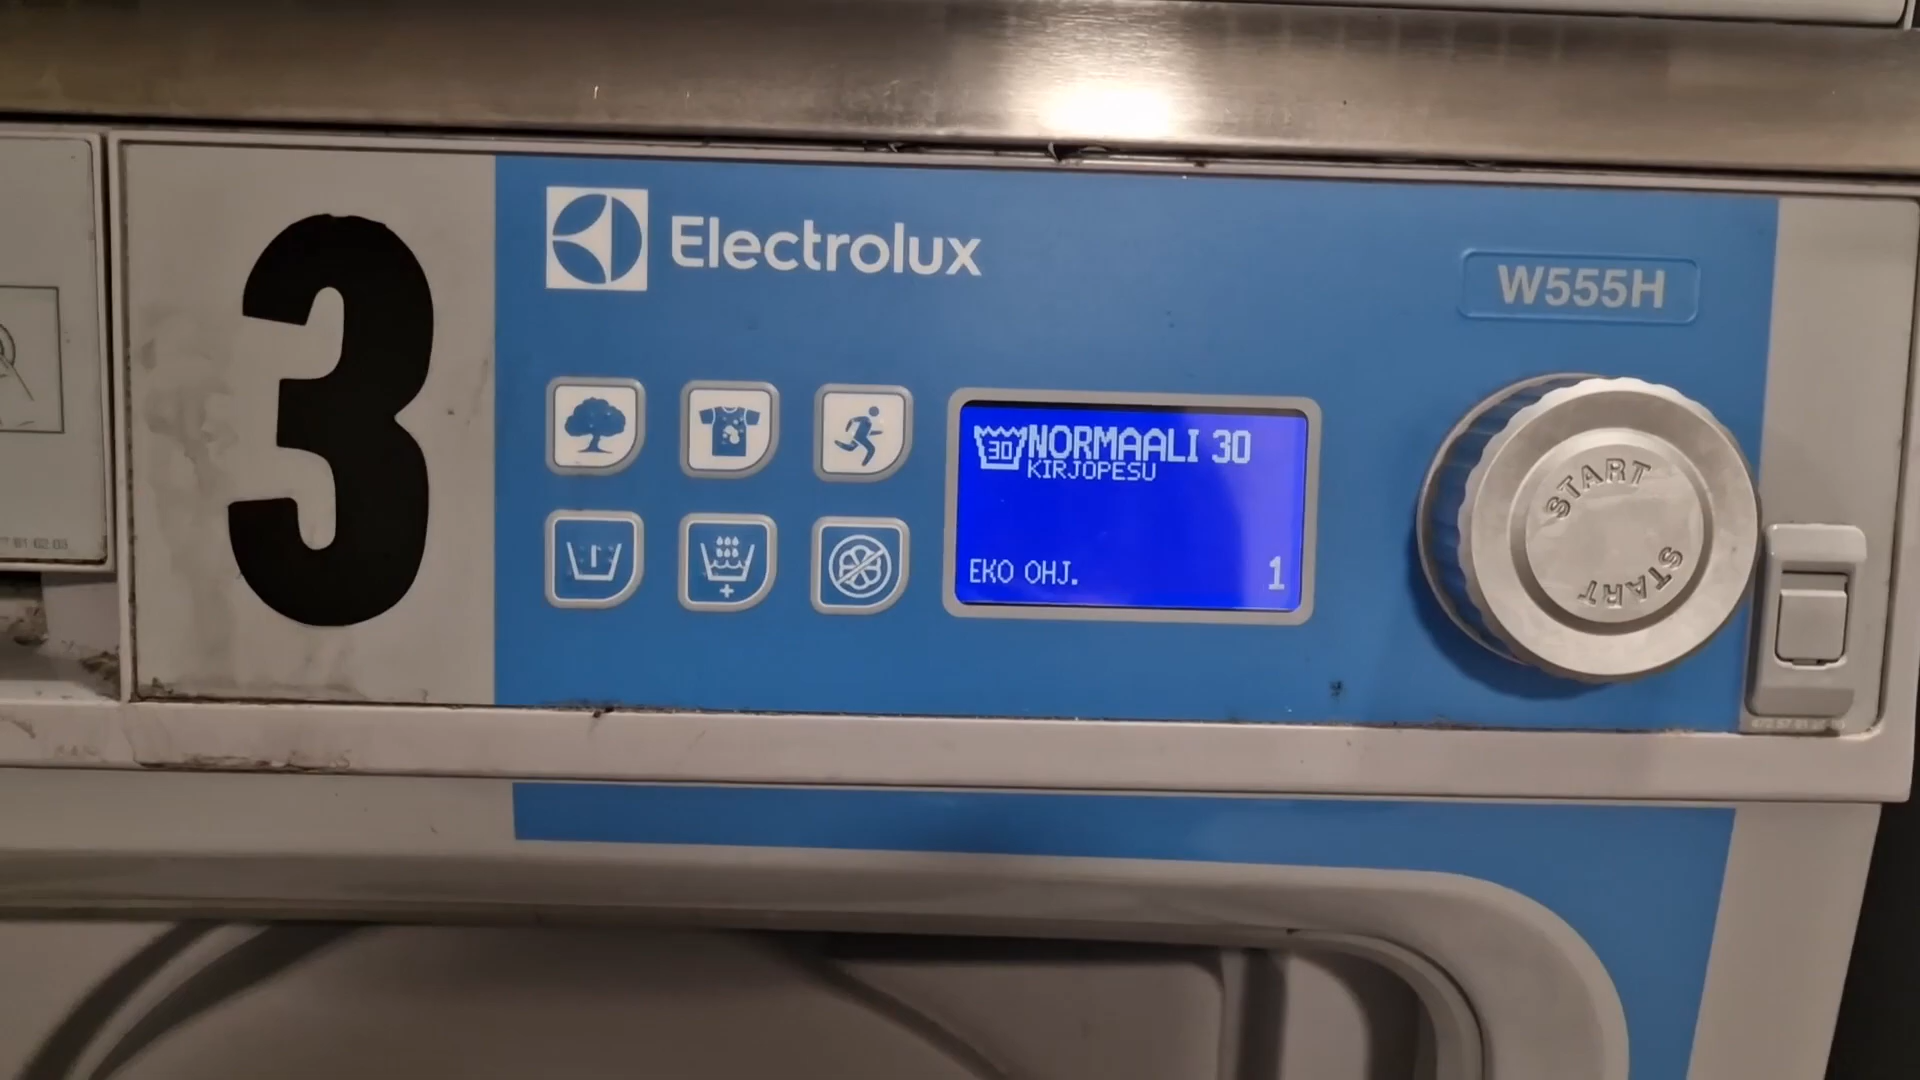 3
Electrolux
W555H
30 NORMAALI 30
KIRJOPESU
EKO OHJ. 1
START
START